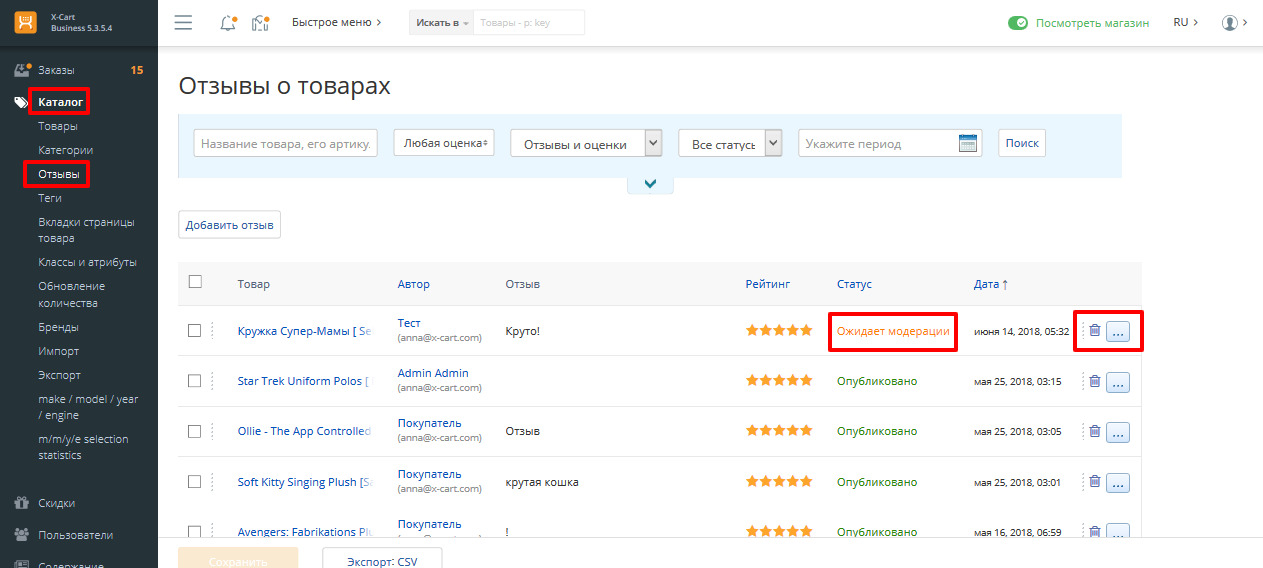 X-Cart
Business 5.3.5.4
Быстрое меню
Искать в
Товары - p: key
Посмотреть магазин
RU
Заказы
15
Каталог
Товары
Категории
Отзывы
Теги
Вкладки страницы
товара
Классы и атрибуты
Обновление
количества
Бренды
Импорт
Экспорт
make / model / year
/ engine
m/m/y/e selection
statistics
Скидки
Пользователи
Содержание
Отзывы о товарах
Название товара, его артику.
Любая оценка
Отзывы и оценки
Все статусь
Укажите период
Поиск
Добавить отзыв
Товар Автор Отзыв Рейтинг Статус Дата ↑
Кружка Супер-Мамы [ Se Тест Круто! Ожидает модерации июня 14, 2018, 05:32 ...
(anna@x-cart.com)
Star Trek Uniform Polos [ Admin Admin Опубликовано мая 25, 2018, 03:15 ...
(anna@x-cart.com)
Ollie - The App Controlled Покупатель Отзыв Опубликовано мая 25, 2018, 03:05 ...
(anna@x-cart.com)
Soft Kitty Singing Plush [Sa Покупатель крутая кошка Опубликовано мая 25, 2018, 03:01 ...
(anna@x-cart.com)
Avengers: Fabrikations Plu Покупатель ! Опубликовано мая 16, 2018, 06:59 ...
Сохранить
Экспорт: CSV